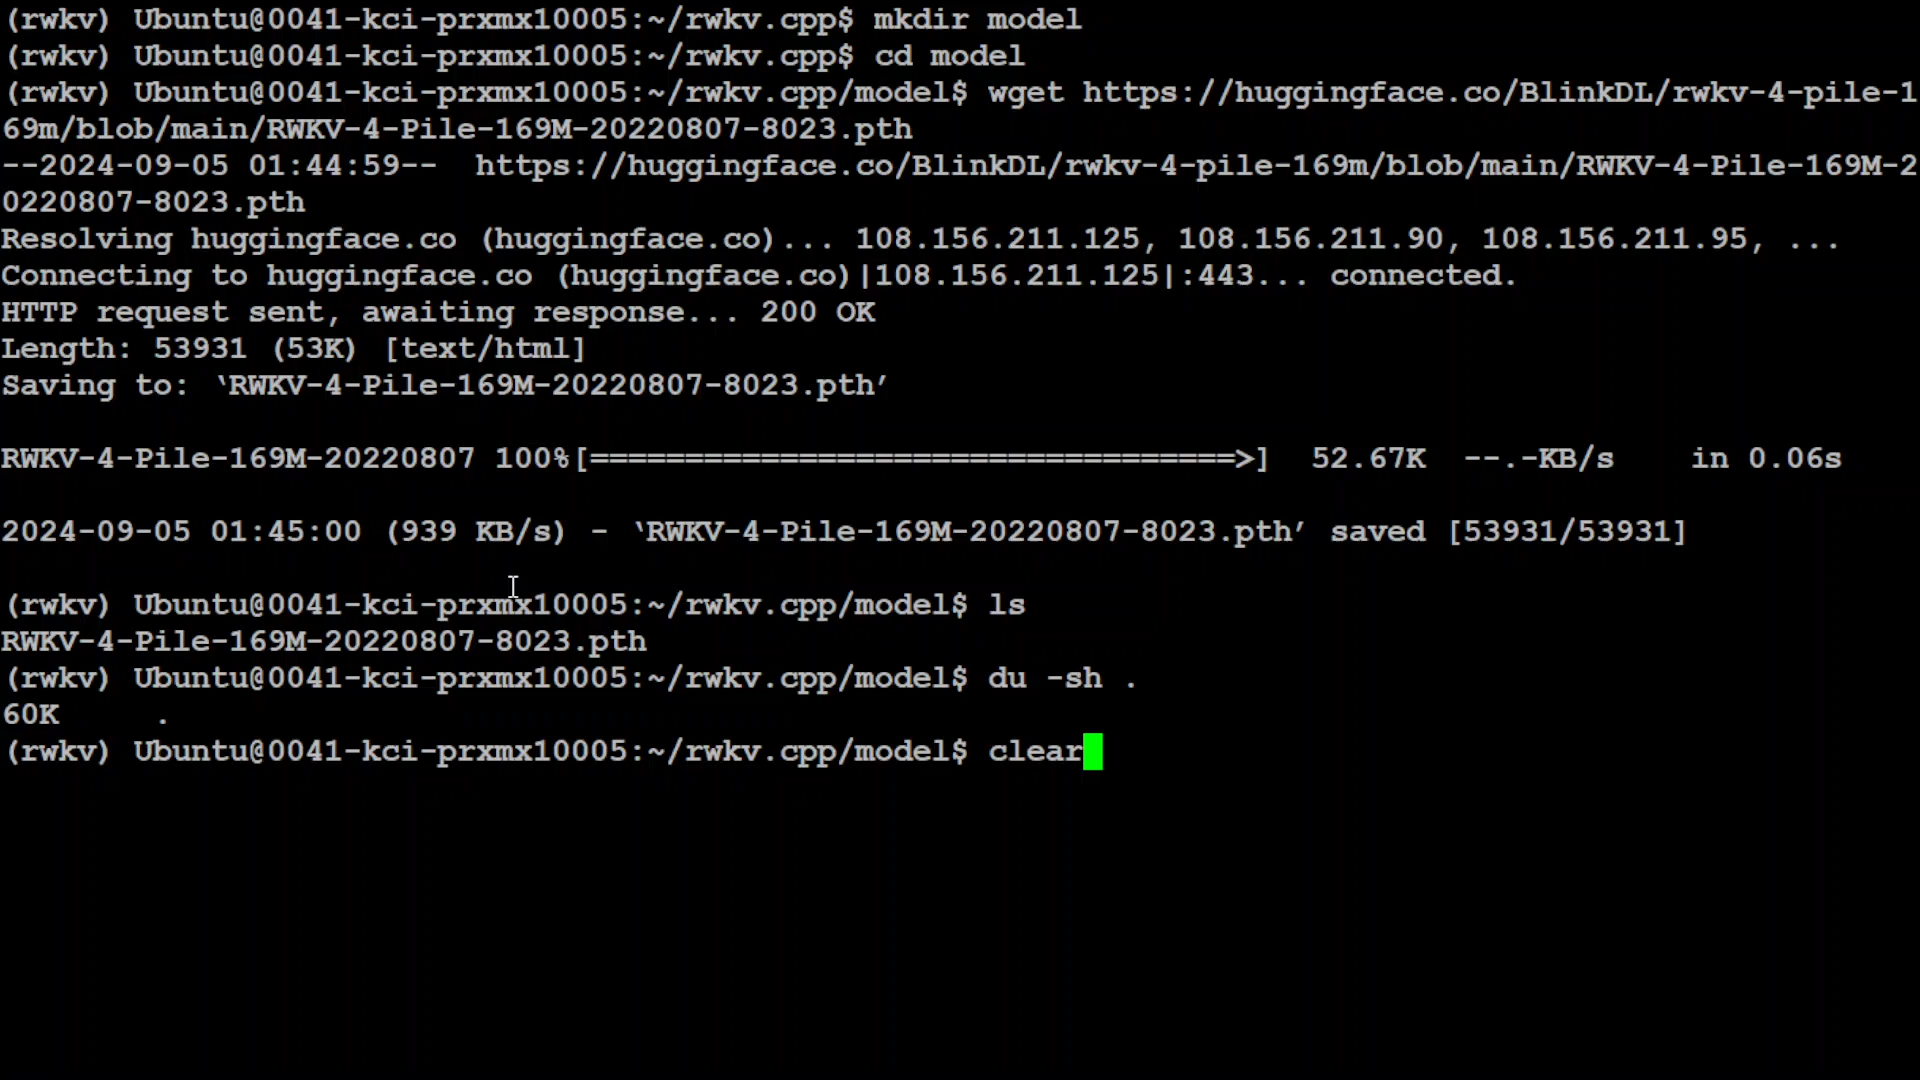 (rwkv) Ubuntu@0041-kci-prxmx10005:~/rwkv.cpp$ mkdir model
(rwkv) Ubuntu@0041-kci-prxmx10005:~/rwkv.cpp$ cd model
(rwkv) Ubuntu@0041-kci-prxmx10005:~/rwkv.cpp/model$ wget https://huggingface.co/BlinkDL/rwkv-4-pile-1
69m/blob/main/RWKV-4-Pile-169M-20220807-8023.pth
--2024-09-05 01:44:59--  https://huggingface.co/BlinkDL/rwkv-4-pile-169m/blob/main/RWKV-4-Pile-169M-2
0220807-8023.pth
Resolving huggingface.co (huggingface.co)... 108.156.211.125, 108.156.211.90, 108.156.211.95, ...
Connecting to huggingface.co (huggingface.co)|108.156.211.125|:443... connected.
HTTP request sent, awaiting response... 200 OK
Length: 53931 (53K) [text/html]
Saving to: ‘RWKV-4-Pile-169M-20220807-8023.pth’
RWKV-4-Pile-169M-20220807 100%[==================================>]  52.67K  --.-KB/s    in 0.06s
2024-09-05 01:45:00 (939 KB/s) - ‘RWKV-4-Pile-169M-20220807-8023.pth’ saved [53931/53931]
(rwkv) Ubuntu@0041-kci-prxmx10005:~/rwkv.cpp/model$ ls
RWKV-4-Pile-169M-20220807-8023.pth
(rwkv) Ubuntu@0041-kci-prxmx10005:~/rwkv.cpp/model$ du -sh .
60K     .
(rwkv) Ubuntu@0041-kci-prxmx10005:~/rwkv.cpp/model$ clear